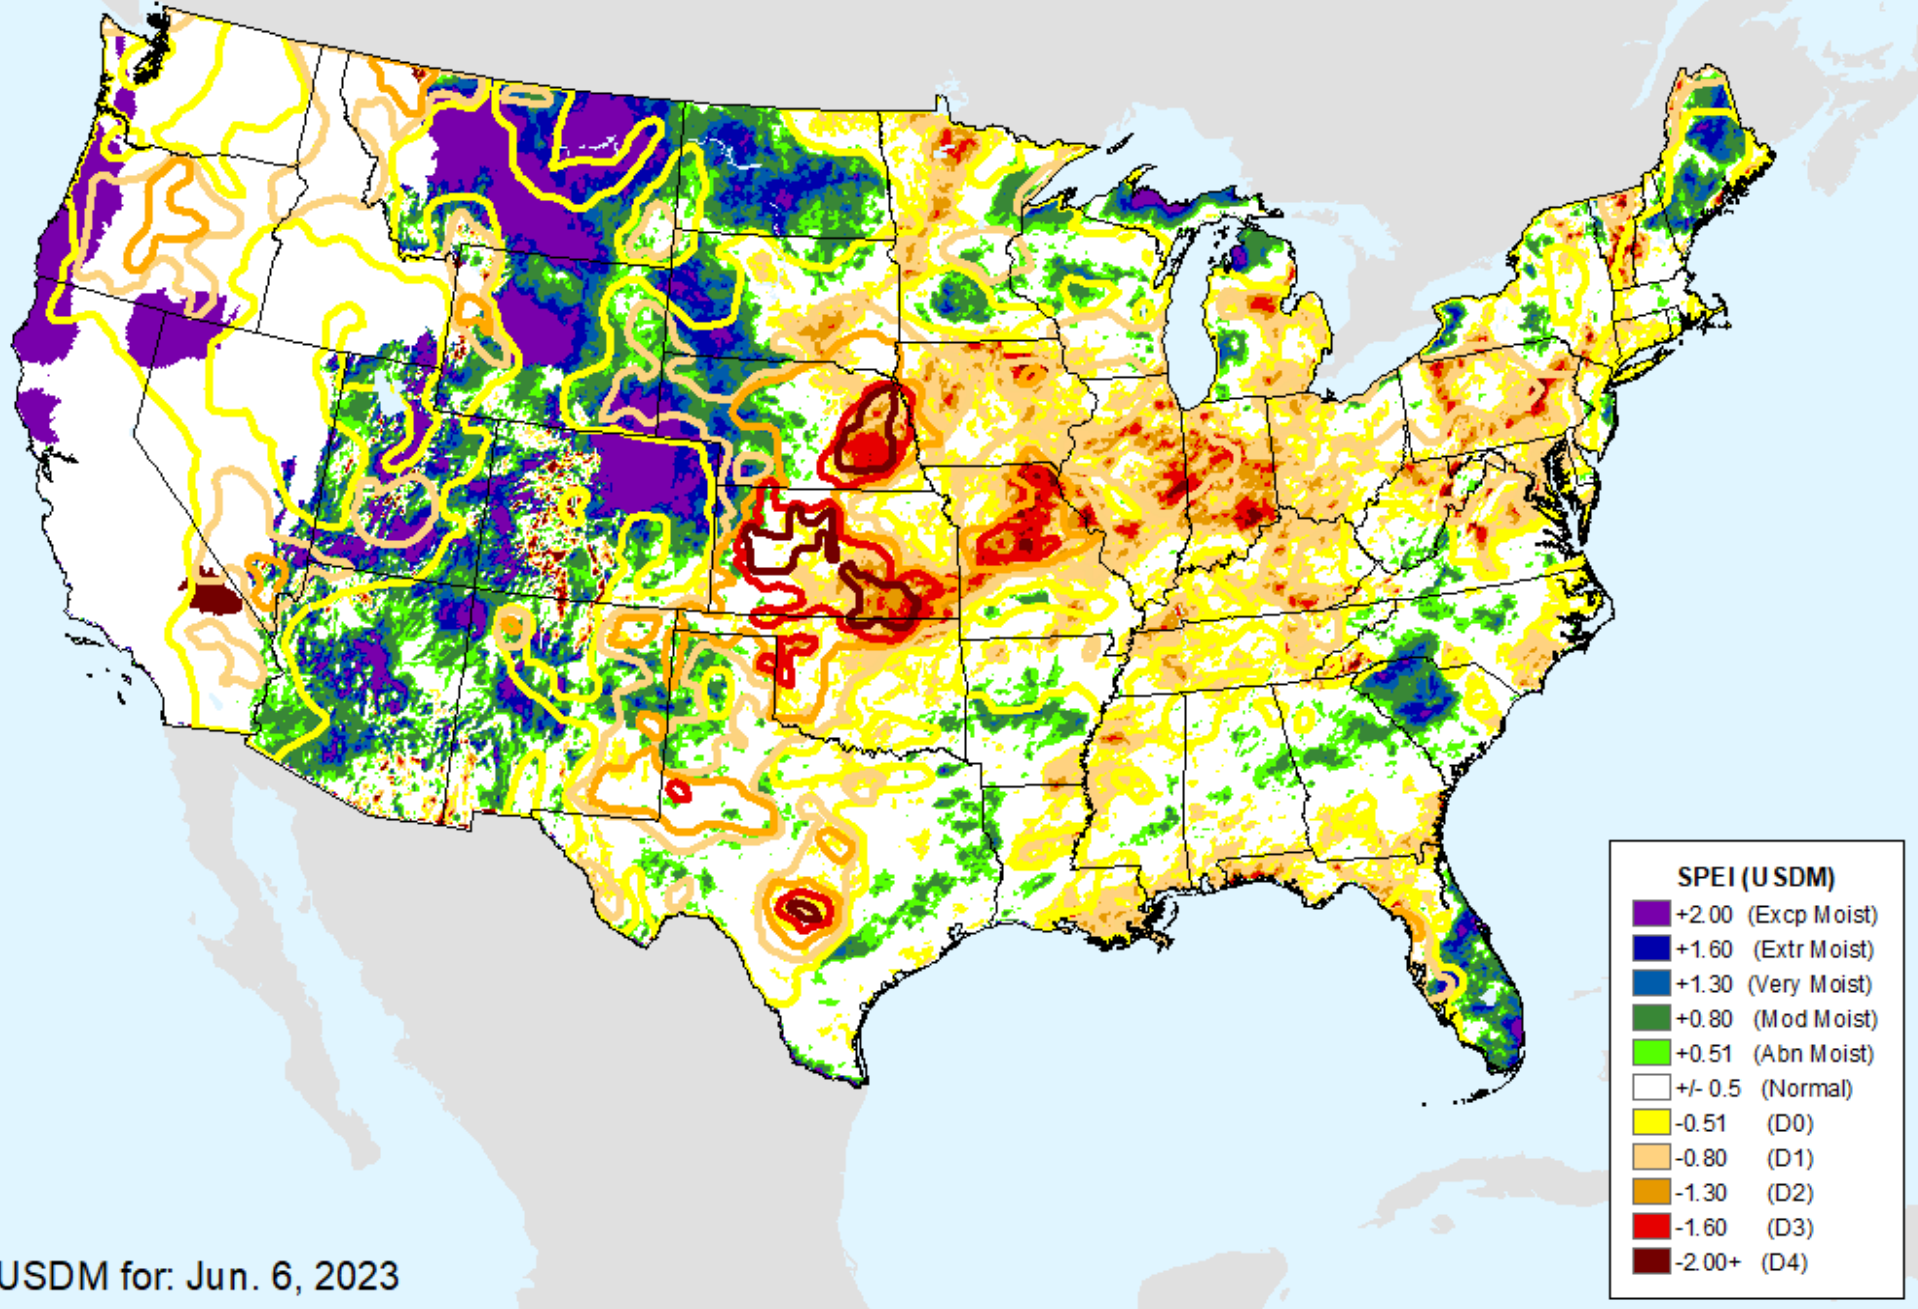 SPEI (USDM)
+2.00 (Excp Moist)
+1.60 (Extr Moist)
+1.30 (Very Moist)
+0.80 (Mod Moist)
+0.51 (Abn Moist)
+/- 0.5 (Normal)
-0.51 (D0)
-0.80 (D1)
-1.30 (D2)
-1.60 (D3)
-2.00+ (D4)
USDM for: Jun. 6, 2023